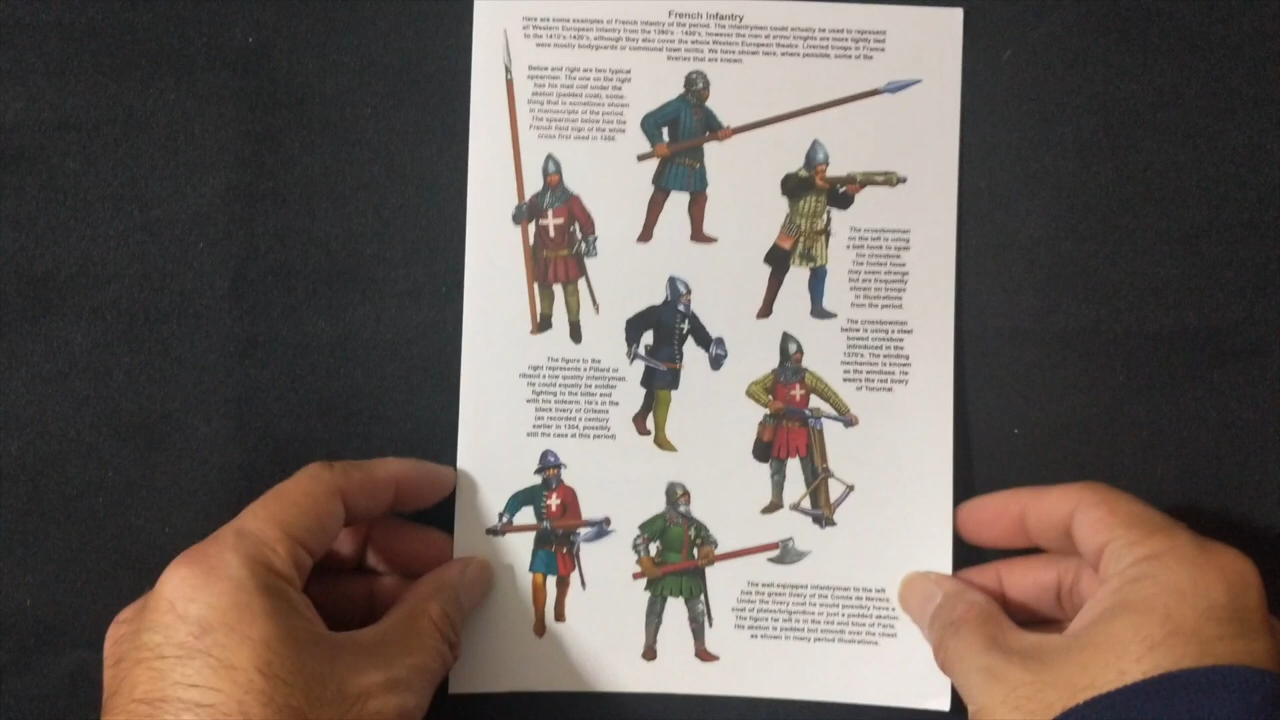 French Infantry
Here are some examples of French infantry of the period. The infantrymen could actually be used to represent
all Western European infantry from the 1390's - 1430's, however the men at arms/ knights are more tightly tied
to the 1410's-1420's, although they also cover the whole Western European theatre. Liveried troops in France
were mostly bodyguards or communal town militia. We have shown here, where possible, some of the
liveries that are known.
Below and right are two typical
spearmen. The one on the right
has his mail coat under the
aketon (padded coat), some-
thing that is sometimes shown
in manuscripts of the period.
The spearman below has the
French field sign of the white
cross first used in 1355.
The crossbowman
on the left is using
a belt hook to span
his crossbow.
The footed hose
may seem strange
but are frequently
shown on troops
in illustrations
from the period.
The crossbowman
below is using a steel
bowed crossbow
introduced in the
1370's. The winding
mechanism is known
as the windlass. He
wears the red livery
of Tournai.
The figure to the
right represents a Pillard or
ribaud a low quality infantryman.
He could equally be soldier
fighting to the bitter end
with his sidearm. He's in the
black livery of Orleans
(as recorded a century
earlier in 1304, possibly
still the case at this period)
The well-equipped infantryman to the left
has the green livery of the Comte de Nevers.
Under the livery coat he would possibly have a
coat of plates/brigandine or just a padded aketon.
The figure far left is in the red and blue of Paris.
His aketon is padded but smooth over the chest
as shown in many period illustrations.